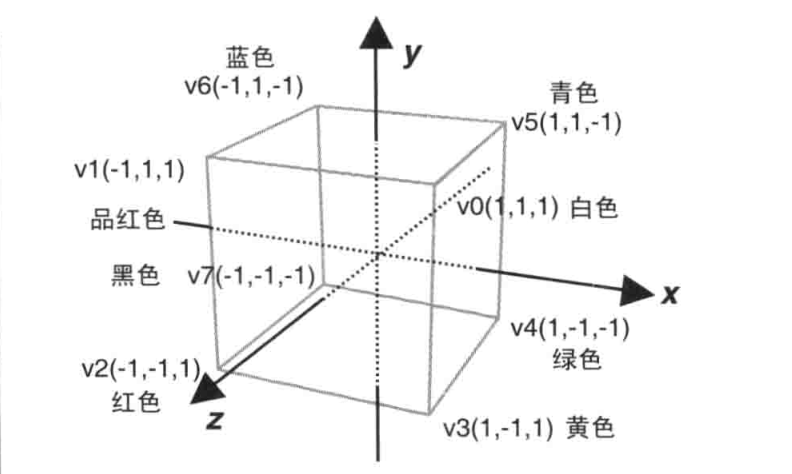 蓝色
v6(-1,1,-1)
y
青色
v5(1,1,-1)
v1(-1,1,1)
v0(1,1,1) 白色
品红色
黑色 v7(-1,-1,-1)
x
v4(1,-1,-1)
绿色
v2(-1,-1,1)
红色
z
v3(1,-1,1) 黄色